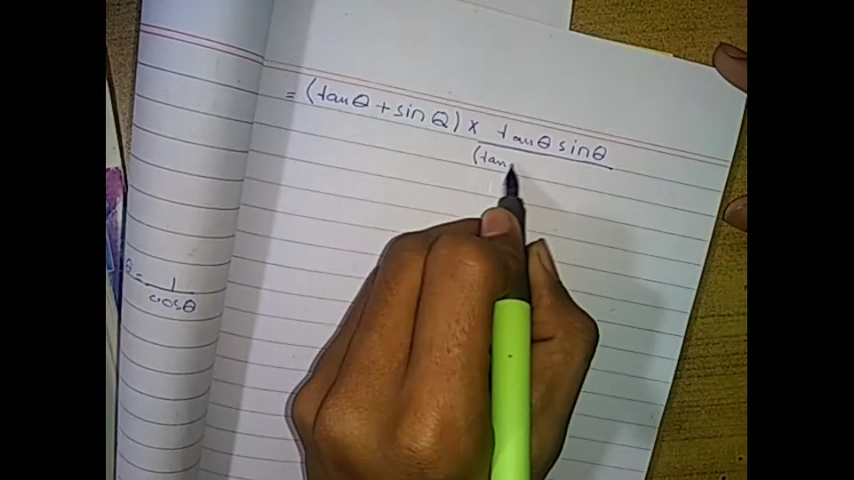 = (tanθ + sinθ) × tanθ sinθ
(tan
θ = 1
cosθ